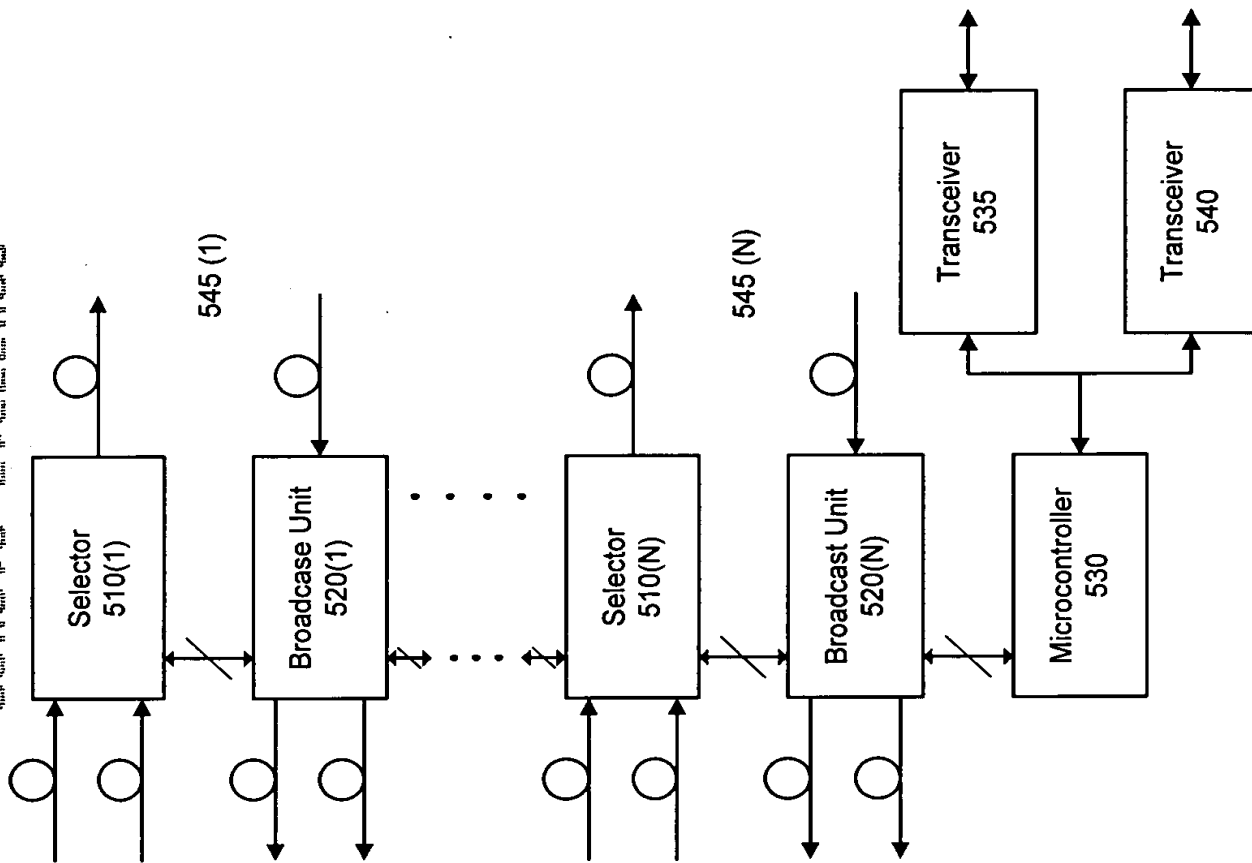 Selector
510(1)
545 (1)
Broadcase Unit
520(1)
Selector
510(N)
545 (N)
Broadcast Unit
520(N)
Microcontroller
530
Transceiver
535
Transceiver
540